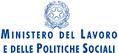 MINISTERO DEL LAVORO
E DELLE POLITICHE SOCIALI